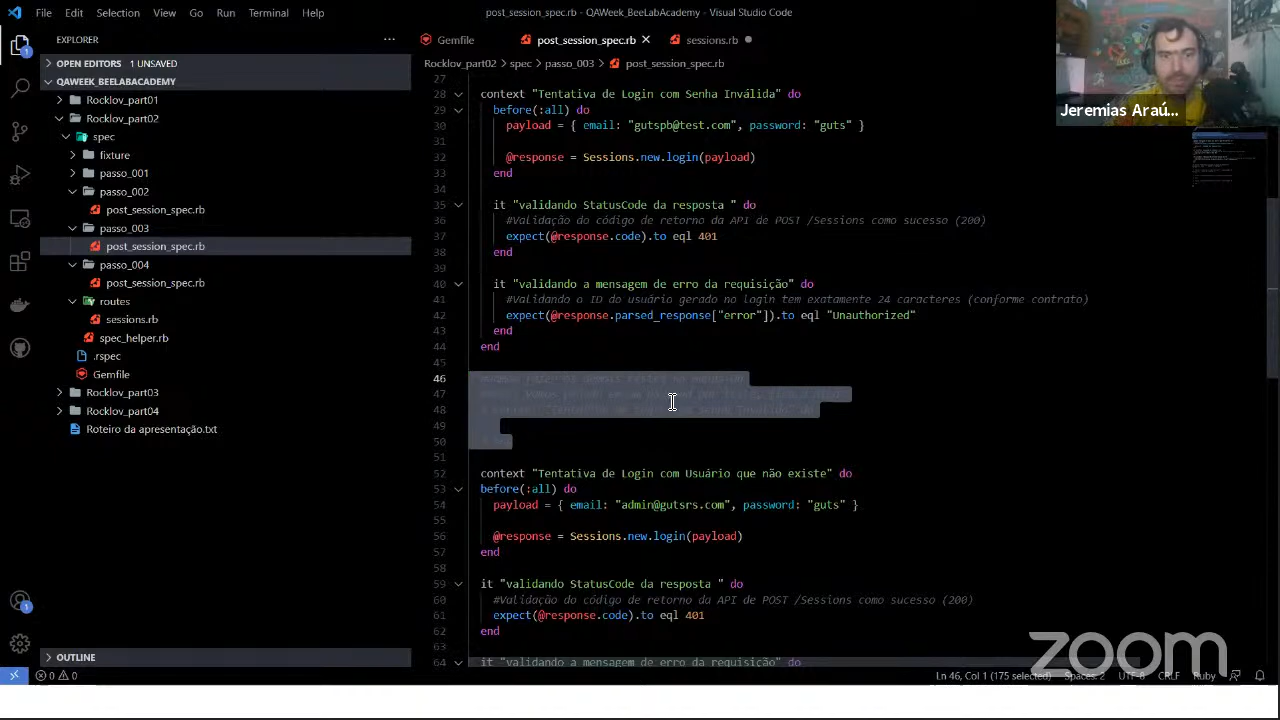 File Edit Selection View Go Run Terminal Help
post_session_spec.rb - QAWeek_BeeLabAcademy - Visual Studio Code
EXPLORER
OPEN EDITORS 1 UNSAVED
QAWEEK_BEELABACADEMY
Rocklov_part01
Rocklov_part02
spec
fixture
passo_001
passo_002
post_session_spec.rb
passo_003
post_session_spec.rb
passo_004
post_session_spec.rb
routes
sessions.rb
spec_helper.rb
.rspec
Gemfile
Rocklov_part03
Rocklov_part04
Roteiro da apresentação.txt
OUTLINE
Gemfile post_session_spec.rb sessions.rb
Rocklov_part02 > spec > passo_003 > post_session_spec.rb
27
28 context "Tentativa de Login com Senha Inválida" do
29 before(:all) do
30 payload = { email: "gutspb@test.com", password: "guts" }
31
32 @response = Sessions.new.login(payload)
33 end
34
35 it "validando StatusCode da resposta " do
36 #Validação do código de retorno da API de POST /Sessions como sucesso (200)
37 expect(@response.code).to eql 401
38 end
39
40 it "validando a mensagem de erro da requisição" do
41 #Validando o ID do usuário gerado no login tem exatamente 24 caracteres (conforme contrato)
42 expect(@response.parsed_response["error"]).to eql "Unauthorized"
43 end
44 end
45
46
47
48
49
50
51
52 context "Tentativa de Login com Usuário que não existe" do
53 before(:all) do
54 payload = { email: "admin@gutsrs.com", password: "guts" }
55
56 @response = Sessions.new.login(payload)
57 end
58
59 it "validando StatusCode da resposta " do
60 #Validação do código de retorno da API de POST /Sessions como sucesso (200)
61 expect(@response.code).to eql 401
62 end
63
64 it "validando a mensagem de erro da requisição" do
Jeremias Araú...
zoom
0 0
Ln 46, Col 1 (175 selected) Spaces: 2 UTF-8 CRLF Ruby
1
1